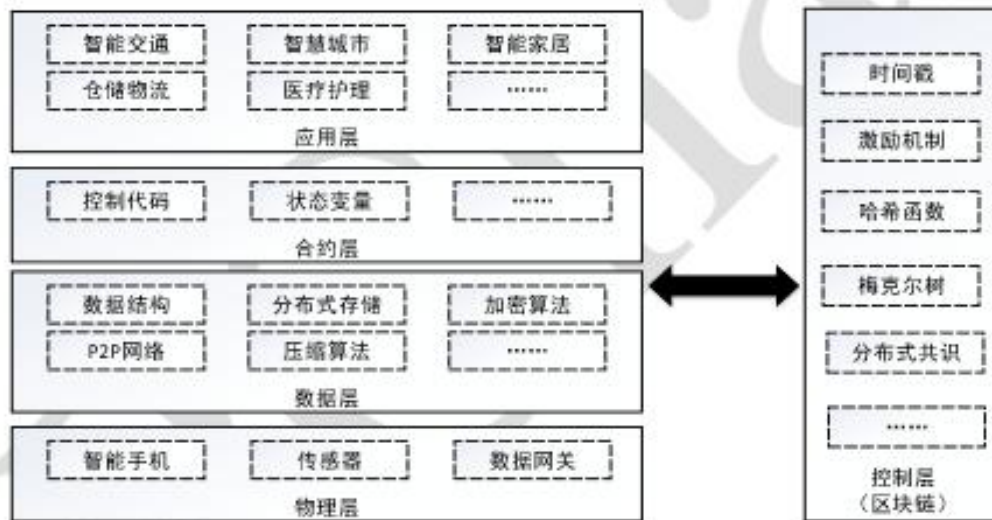 智能交通 智慧城市 智能家居
仓储物流 医疗护理 ……
应用层
控制代码 状态变量 ……
合约层
数据结构 分布式存储 加密算法
P2P网络 压缩算法 ……
数据层
智能手机 传感器 数据网关
物理层
时间戳
激励机制
哈希函数
梅克尔树
分布式共识
……
控制层
（区块链）